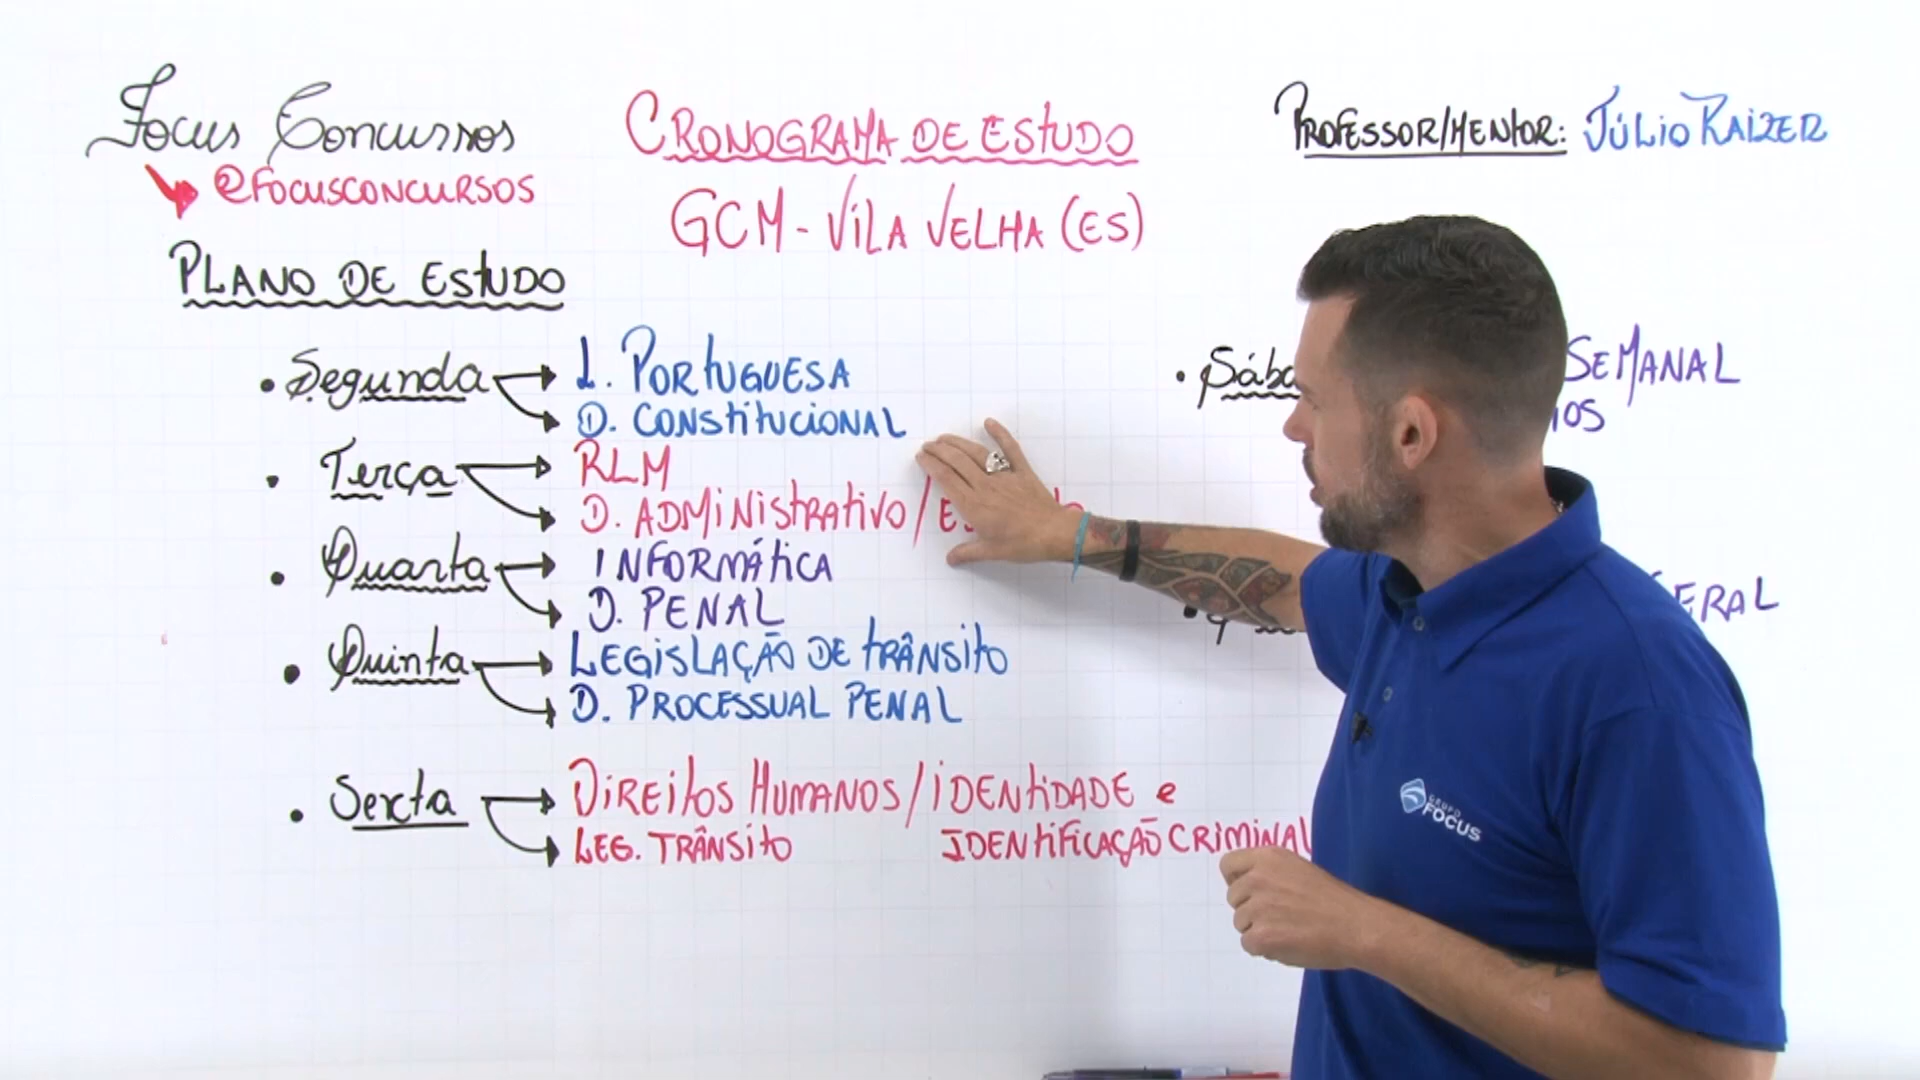 Focus Concursos
@FOCUSCONCURSOS
CRONOGRAMA DE ESTUDO
GCM - VILA VELHA (ES)
PROFESSOR/MENTOR: JÚLIO RAIZER
PLANO DE ESTUDO
• Segunda → L. PORTUGUESA
→ D. CONSTITUCIONAL
• Terça → RLM
→ D. ADMINISTRATIVO /
• Quarta → INFORMÁTICA
→ D. PENAL
• Quinta → LEGISLAÇÃO DE TRÂNSITO
→ D. PROCESSUAL PENAL
• Sexta → DIREITOS HUMANOS / IDENTIDADE e
→ LEG. TRÂNSITO IDENTIFICAÇÃO CRIMINAL
• SEMANAL
GRUPO
FOCUS